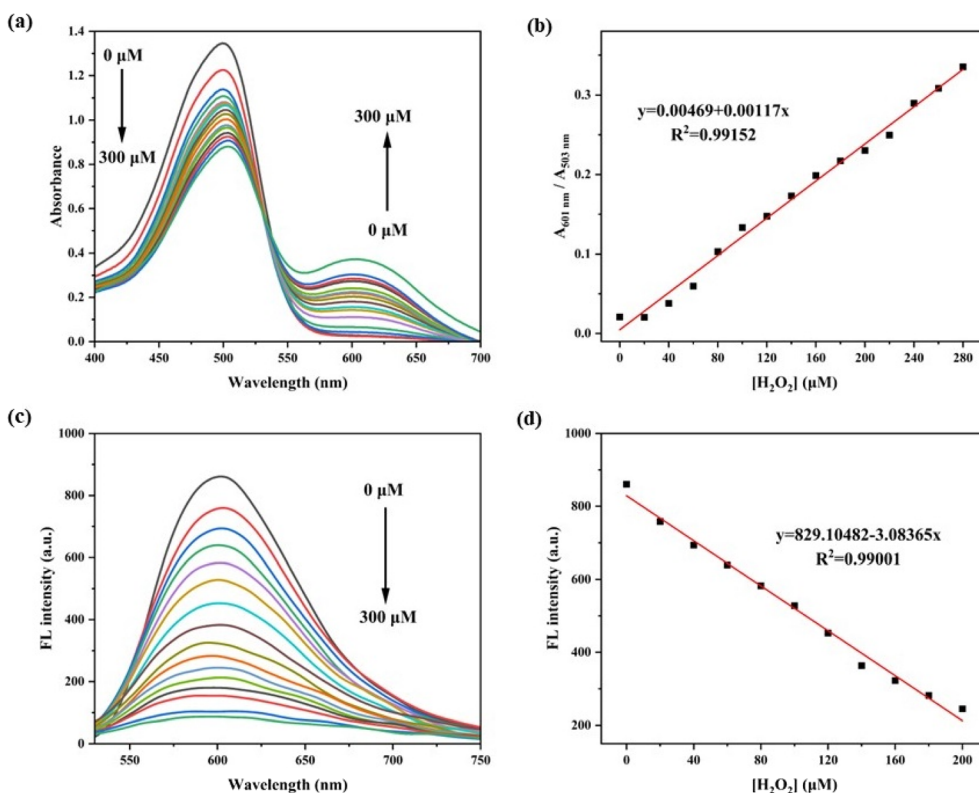 (a)
1.4
1.2
1.0
0.8
0.6
0.4
0.2
0.0
Absorbance
0 μM
300 μM
300 μM
0 μM
400 450 500 550 600 650 700
Wavelength (nm)
(b)
0.3
0.2
0.1
0.0
A601 nm / A503 nm
y=0.00469+0.00117x
R²=0.99152
0 40 80 120 160 200 240 280
[H₂O₂] (μM)
(c)
1000
800
600
400
200
0
FL intensity (a.u.)
0 μM
300 μM
550 600 650 700 750
Wavelength (nm)
(d)
1000
800
600
400
200
FL intensity (a.u.)
y=829.10482-3.08365x
R²=0.99001
0 40 80 120 160 200
[H₂O₂] (μM)